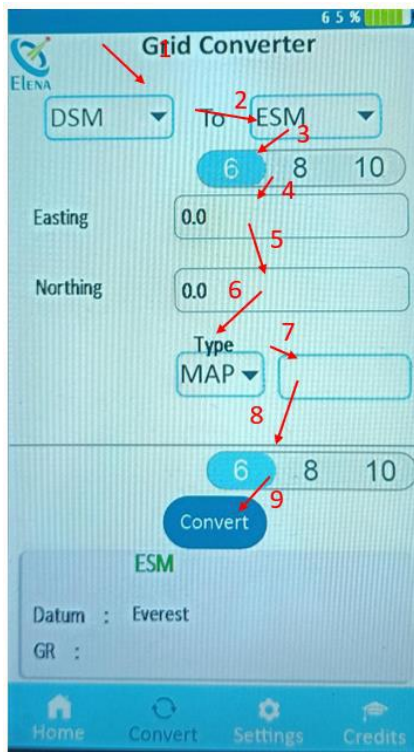 65%
Grid Converter
1
ELENA
DSM To 2 ESM
3
6 8 10
4
Easting 0.0
5
Northing 0.0 6
Type 7
MAP
8
6 8 10
9
Convert
ESM
Datum : Everest
GR :
Home Convert Settings Credits